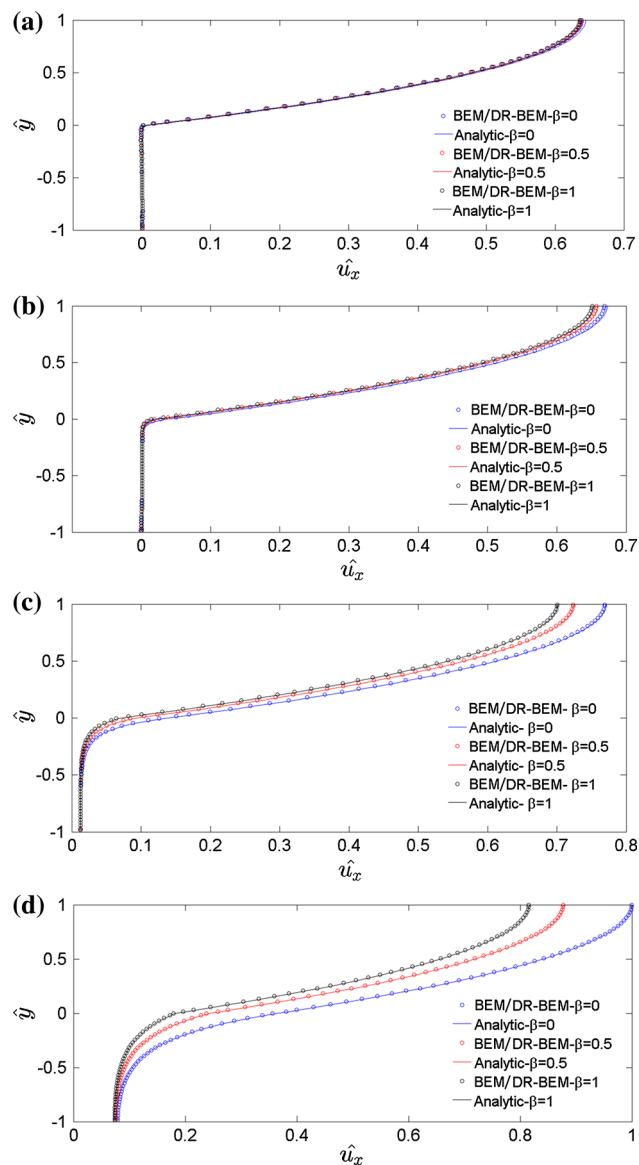 (a)
1
0.5
0
-0.5
-1
ŷ
BEM/DR-BEM-β=0
Analytic-β=0
BEM/DR-BEM-β=0.5
Analytic-β=0.5
BEM/DR-BEM-β=1
Analytic-β=1
0 0.1 0.2 0.3 0.4 0.5 0.6 0.7
û_x
(b)
1
0.5
0
-0.5
-1
ŷ
BEM/DR-BEM-β=0
Analytic-β=0
BEM/DR-BEM-β=0.5
Analytic-β=0.5
BEM/DR-BEM-β=1
Analytic-β=1
0 0.1 0.2 0.3 0.4 0.5 0.6 0.7
û_x
(c)
1
0.5
0
-0.5
-1
ŷ
BEM/DR-BEM- β=0
Analytic- β=0
BEM/DR-BEM- β=0.5
Analytic- β=0.5
BEM/DR-BEM- β=1
Analytic- β=1
0 0.1 0.2 0.3 0.4 0.5 0.6 0.7 0.8
û_x
(d)
1
0.5
0
-0.5
-1
ŷ
BEM/DR-BEM-β=0
Analytic-β=0
BEM/DR-BEM-β=0.5
Analytic-β=0.5
BEM/DR-BEM-β=1
Analytic-β=1
0 0.2 0.4 0.6 0.8 1
û_x